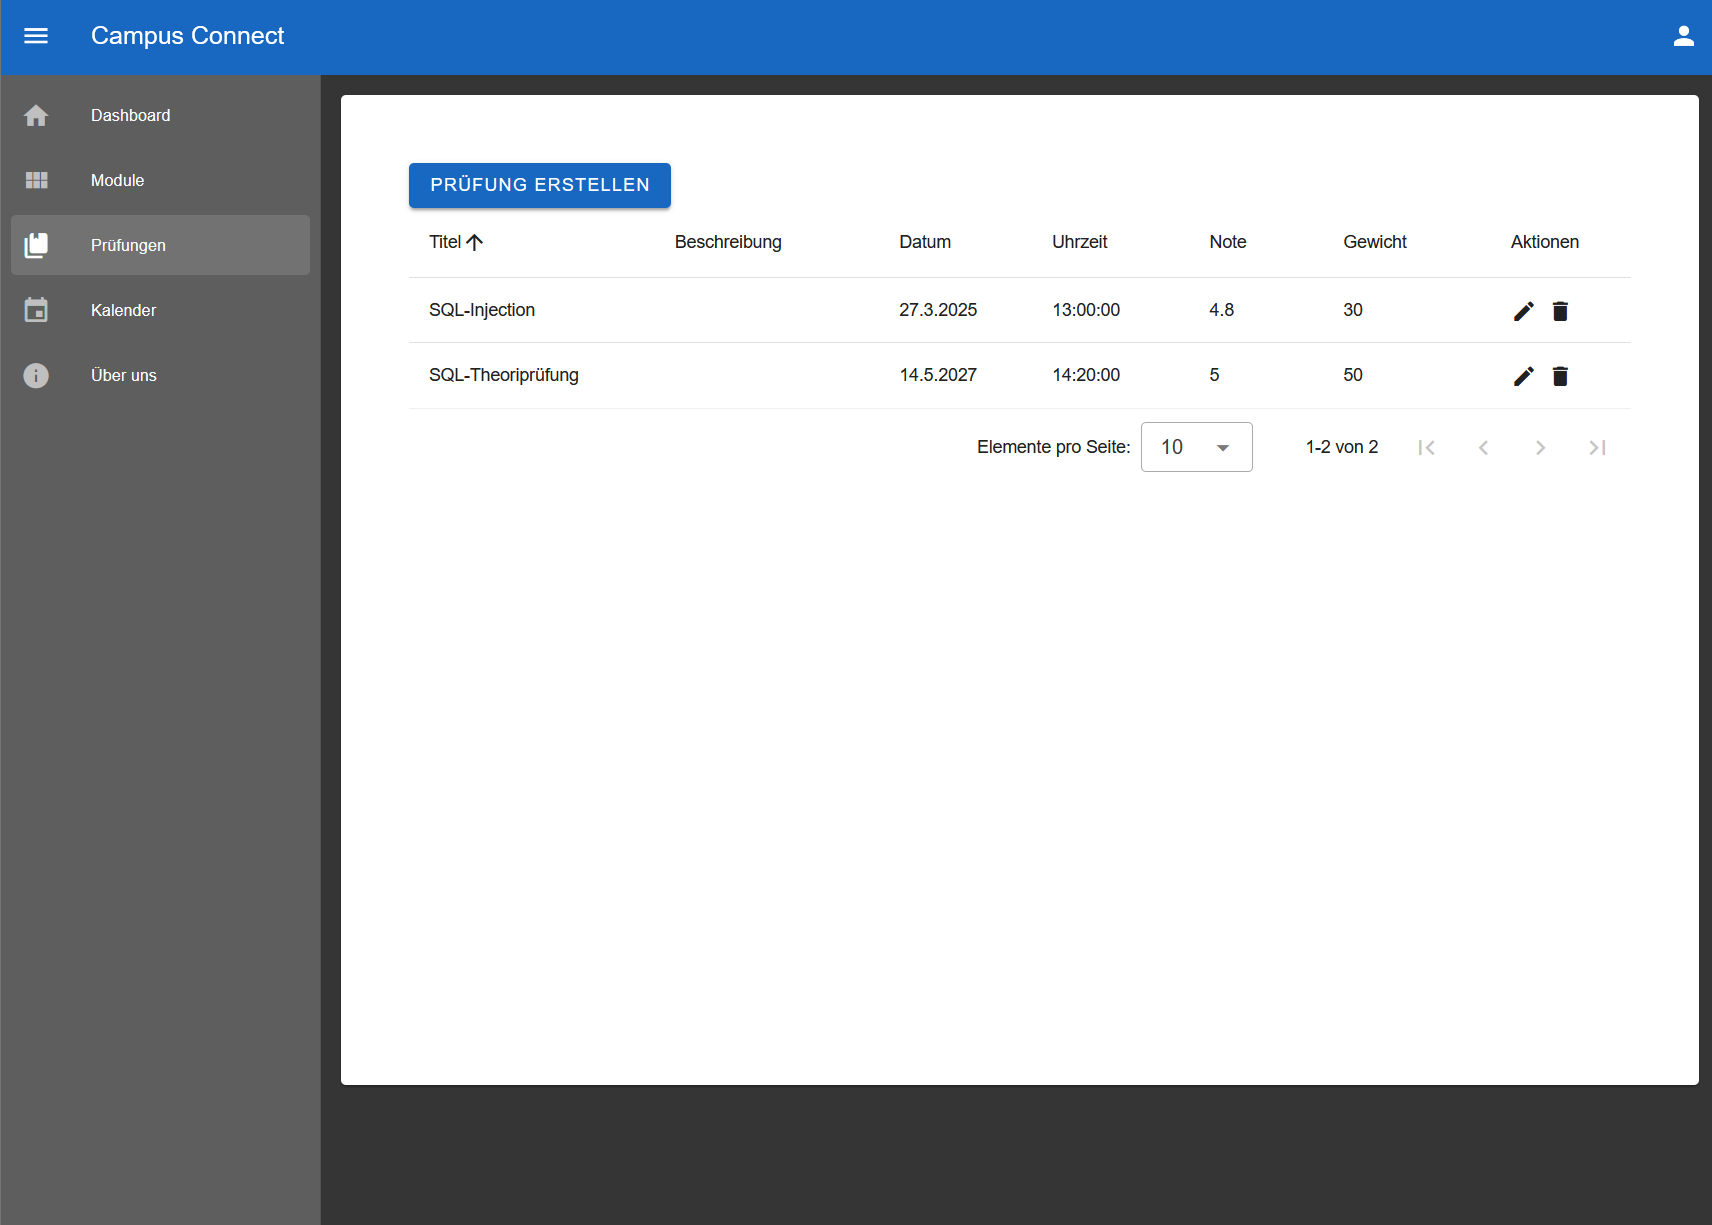 Campus Connect
Dashboard
Module
Prüfungen
Kalender
Über uns
PRÜFUNG ERSTELLEN
Titel Beschreibung Datum Uhrzeit Note Gewicht Aktionen
SQL-Injection 27.3.2025 13:00:00 4.8 30
SQL-Theoriprüfung 14.5.2027 14:20:00 5 50
Elemente pro Seite: 10 1-2 von 2